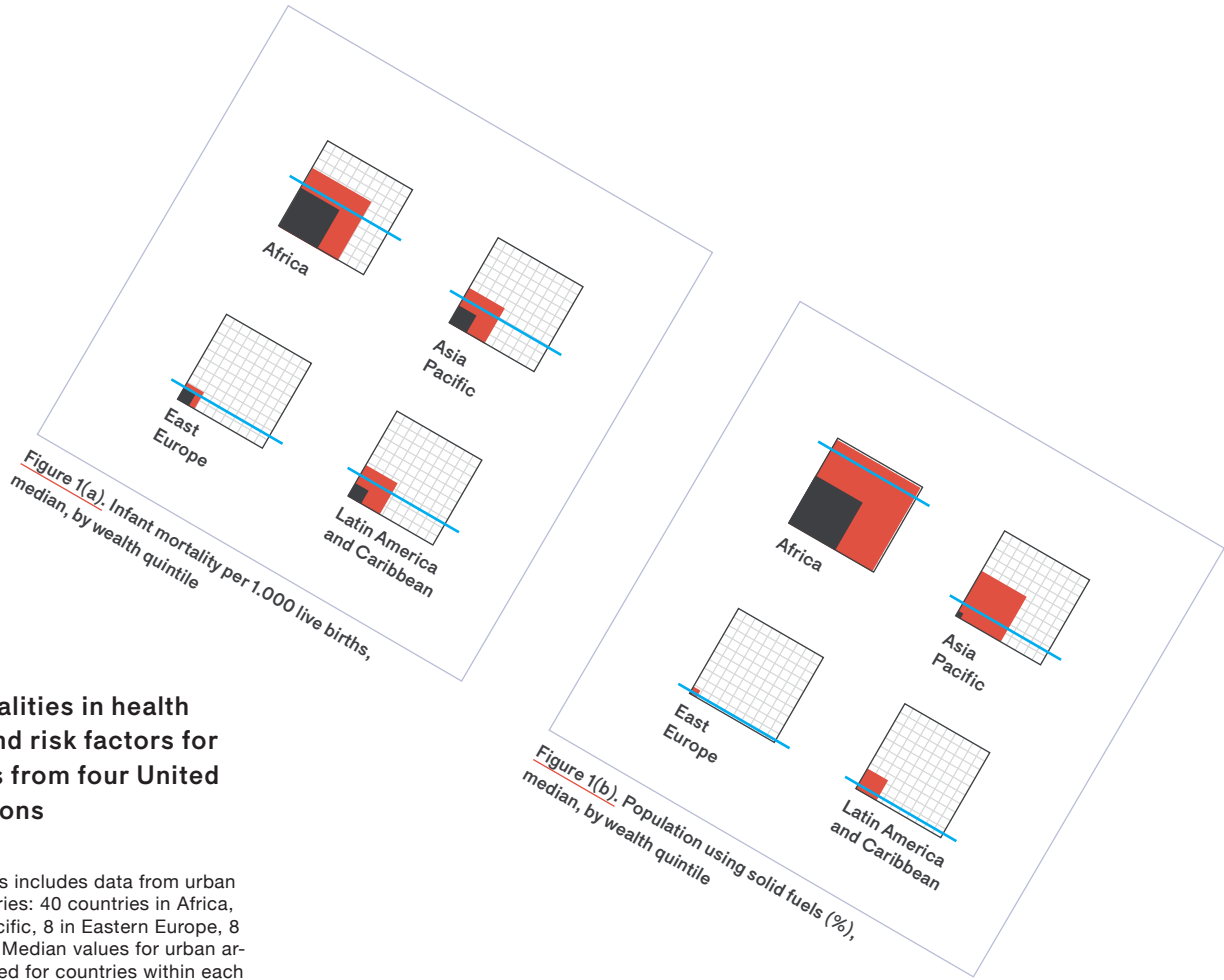 Africa
Asia
Pacific
East
Europe
Latin America
and Caribbean
Figure 1(a). Infant mortality per 1.000 live births,
median, by wealth quintile
Africa
Asia
Pacific
East
Europe
Latin America
and Caribbean
Figure 1(b). Population using solid fuels (%),
median, by wealth quintile
alities in health
nd risk factors for
s from four United
ons
s includes data from urban
ries: 40 countries in Africa,
cific, 8 in Eastern Europe, 8
Median values for urban ar-
ed for countries within each